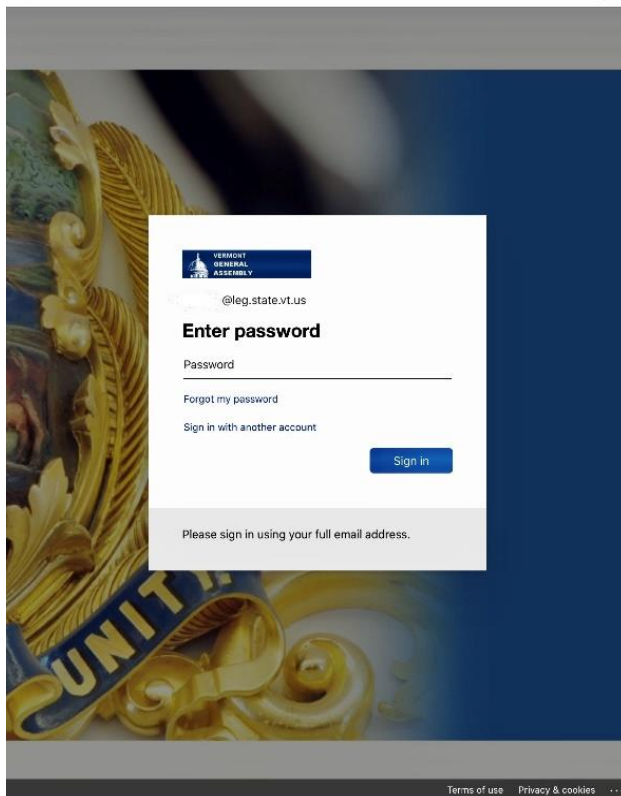 VERMONT
GENERAL
ASSEMBLY
@leg.state.vt.us
Enter password
Password
Forgot my password
Sign in with another account
Sign in
Please sign in using your full email address.
UNITY
Terms of use Privacy & cookies ...